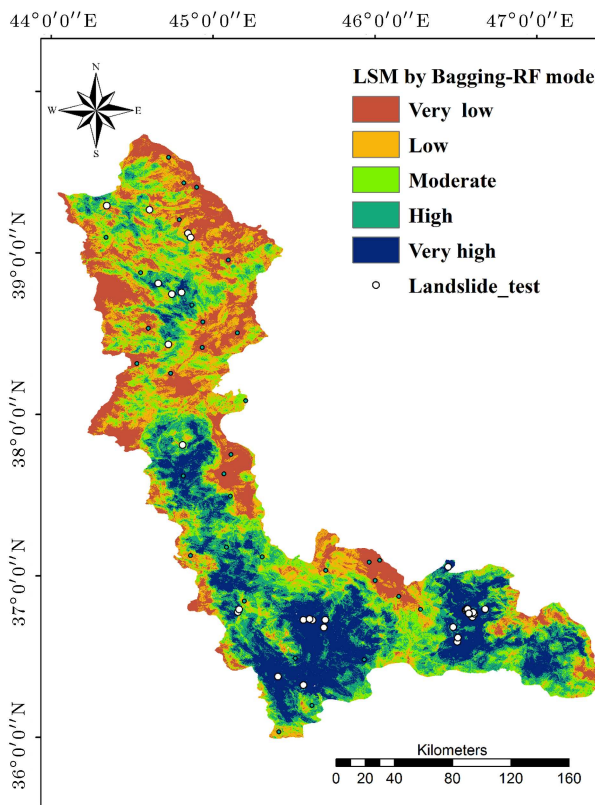 44°0'0''E 45°0'0''E 46°0'0''E 47°0'0''E
N
W E
S
LSM by Bagging-RF mode
Very low
Low
Moderate
High
Very high
Landslide_test
39°0'0''N
38°0'0''N
37°0'0''N
36°0'0''N
Kilometers
0 10 20 40 80 120 160